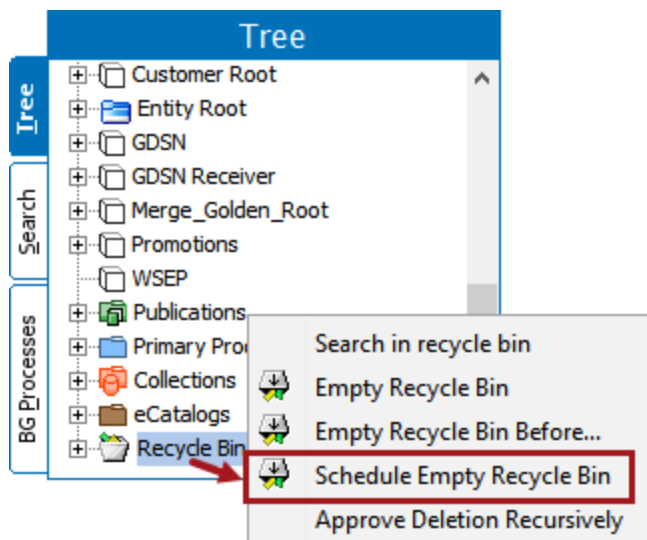 Tree
Tree
Search
BG Processes
Customer Root
Entity Root
GDSN
GDSN Receiver
Merge_Golden_Root
Promotions
WSEP
Publications
Primary Pro
Collections
eCatalogs
Recycle Bin
Search in recycle bin
Empty Recycle Bin
Empty Recycle Bin Before...
Schedule Empty Recycle Bin
Approve Deletion Recursively